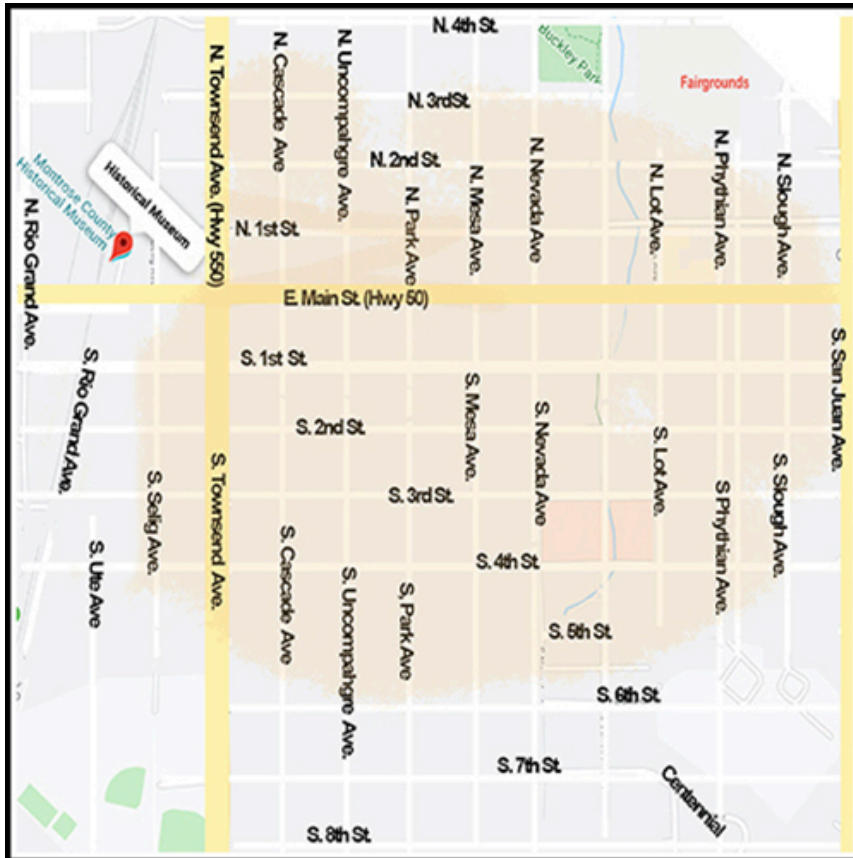 N. 4th St.
Buckley Park
Fairgrounds
N. Townsend Ave. (Hwy 550)
N. Cascade Ave
N. Uncompahgre Ave.
N. 3rdSt.
N. 2nd St.
N. Park Ave
N. Mesa Ave.
N. Nevada Ave
N. Lot Ave.
N. Phythian Ave.
N. Slough Ave.
Historical Museum
Montrose County
Historical Museum
N. Rio Grand Ave.
N. 1st St.
E. Main St. (Hwy 50)
S. San Juan Ave.
S. 1st St.
S. Rio Grand Ave.
S. 2nd St.
S. Mesa Ave.
S. Nevada Ave
S. Lot Ave.
S. Slough Ave.
S Phythian Ave.
S. Selig Ave.
S. Townsend Ave.
S. 3rd St.
S. Ute Ave
S. Cascade Ave
S. Uncompahgre Ave.
S, Park Ave
S. 4th St.
S. 5th St.
S. 6th St.
S. 7th St.
Centennial
S. 8th St.